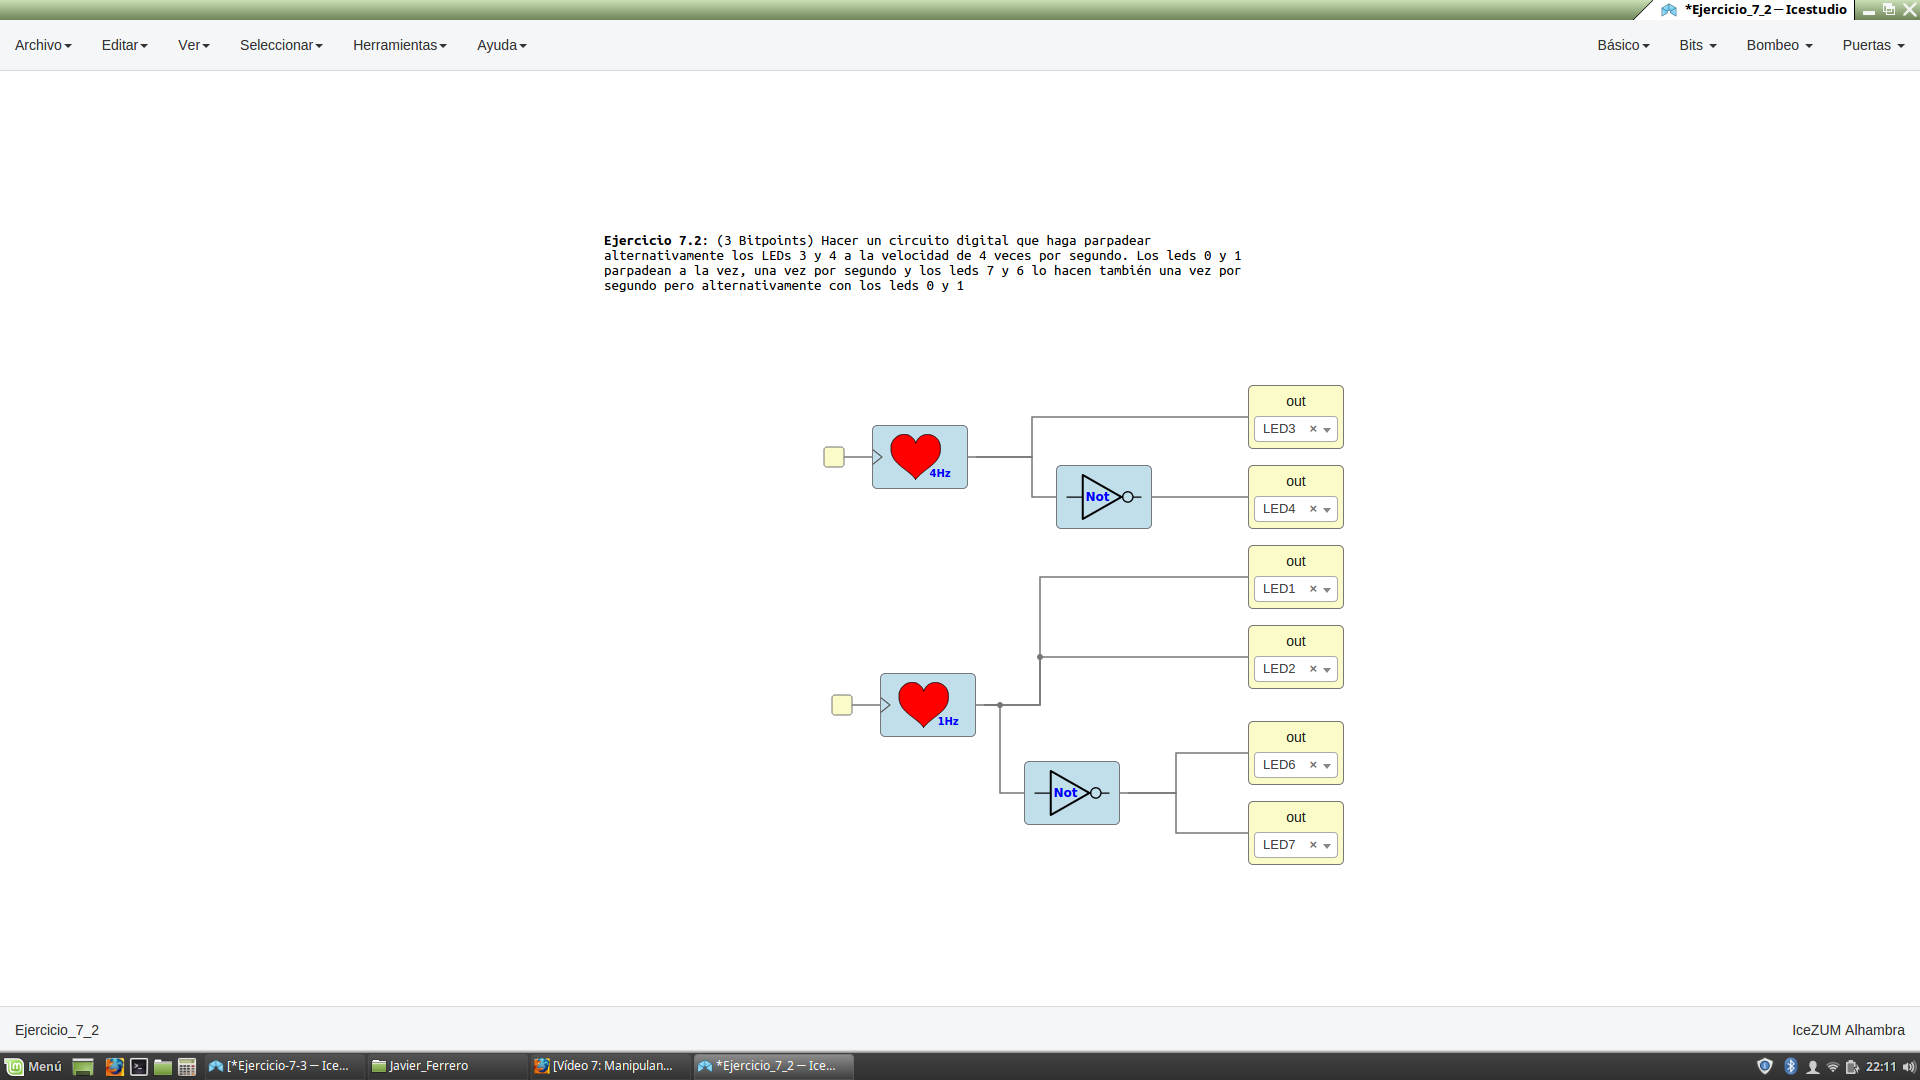 *Ejercicio_7_2 — Icestudio
Archivo Editar Ver Seleccionar Herramientas Ayuda Básico Bits Bombeo Puertas
Ejercicio 7.2: (3 Bitpoints) Hacer un circuito digital que haga parpadear
alternativamente los LEDs 3 y 4 a la velocidad de 4 veces por segundo. Los leds 0 y 1
parpadean a la vez, una vez por segundo y los leds 7 y 6 lo hacen también una vez por
segundo pero alternativamente con los leds 0 y 1
out
LED3 ×
4Hz
out
Not
LED4 ×
out
LED1 ×
out
LED2 ×
1Hz
out
LED6 ×
Not
out
LED7 ×
Ejercicio_7_2 IceZUM Alhambra
Menú [*Ejercicio-7-3 — Ice... Javier_Ferrero [Vídeo 7: Manipulan... *Ejercicio_7_2 — Ice... 22:11